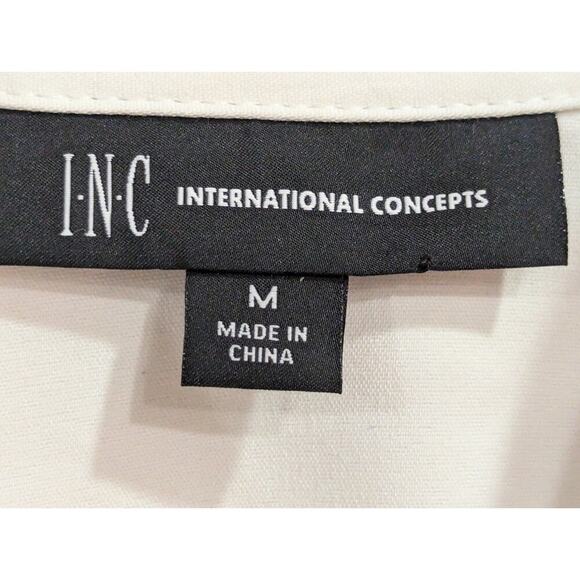 I·N·C INTERNATIONAL CONCEPTS
M
MADE IN
CHINA